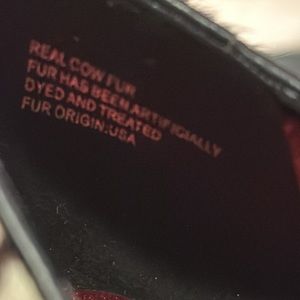 REAL COW FUR
FUR HAS BEEN ARTIFICIALLY
DYED AND TREATED
FUR ORIGIN:USA